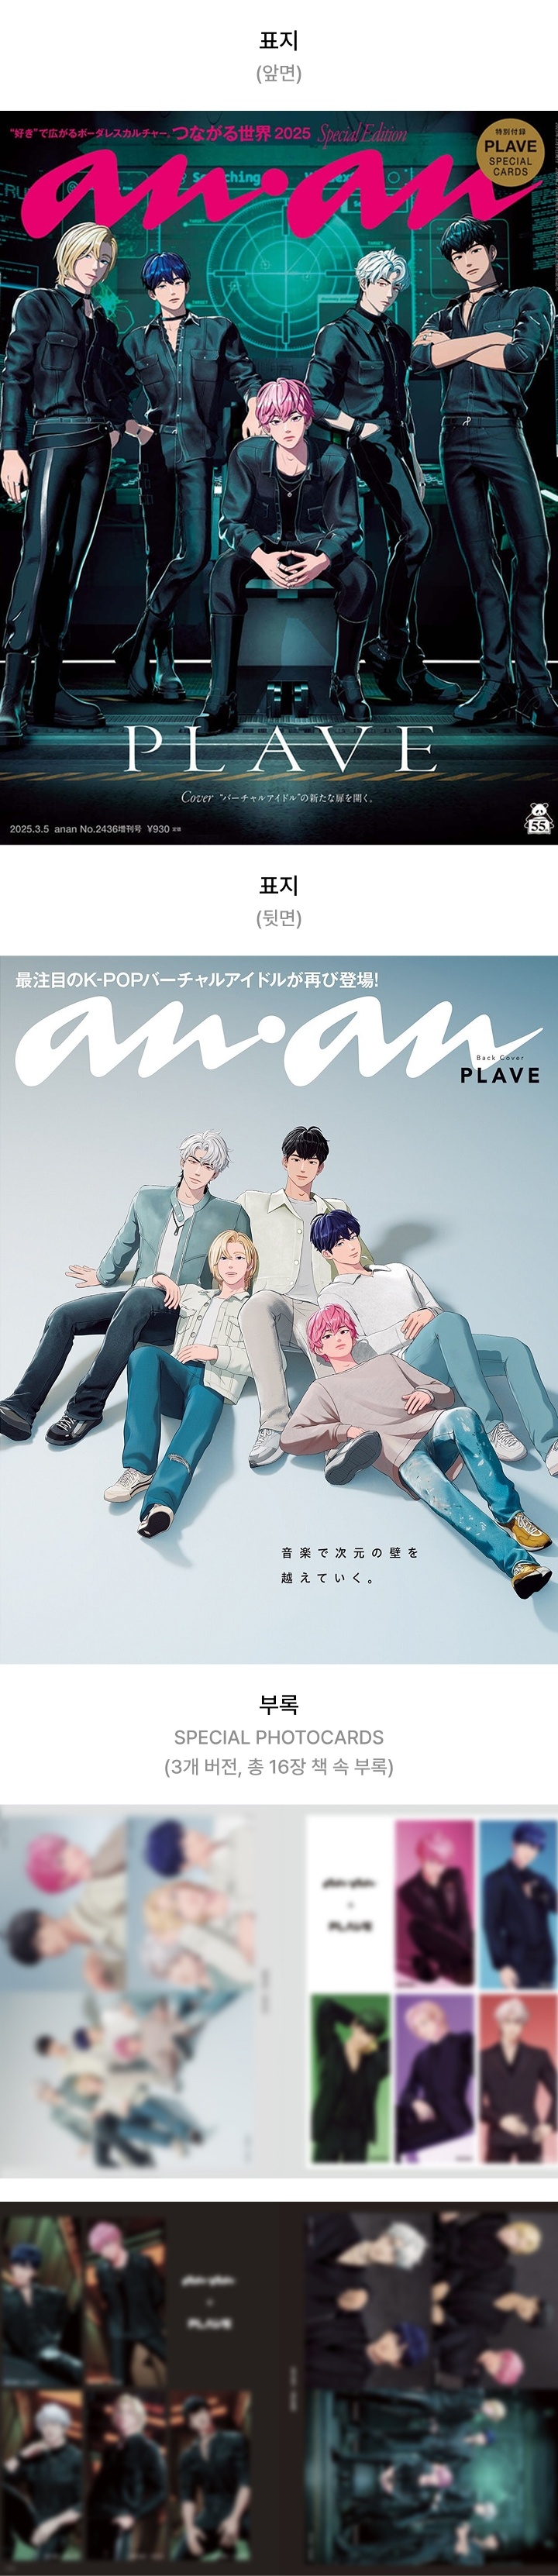 표지
(앞면)
“好き”で広がるボーダレスカルチャー。つながる世界 2025 Special Edition
an·an
特別付録
PLAVE
SPECIAL
CARDS
Searching
TARGET
PLAVE
Cover “バーチャルアイドル”の新たな扉を開く。
2025.3.5 anan No.2436増刊号 ¥930
55th
표지
(뒷면)
最注目のK-POPバーチャルアイドルが再び登場!
an·an
Back Cover
PLAVE
音楽で次元の壁を
越えていく。
부록
SPECIAL PHOTOCARDS
(3개 버전, 총 16장 책 속 부록)
PLAVE
PLAVE